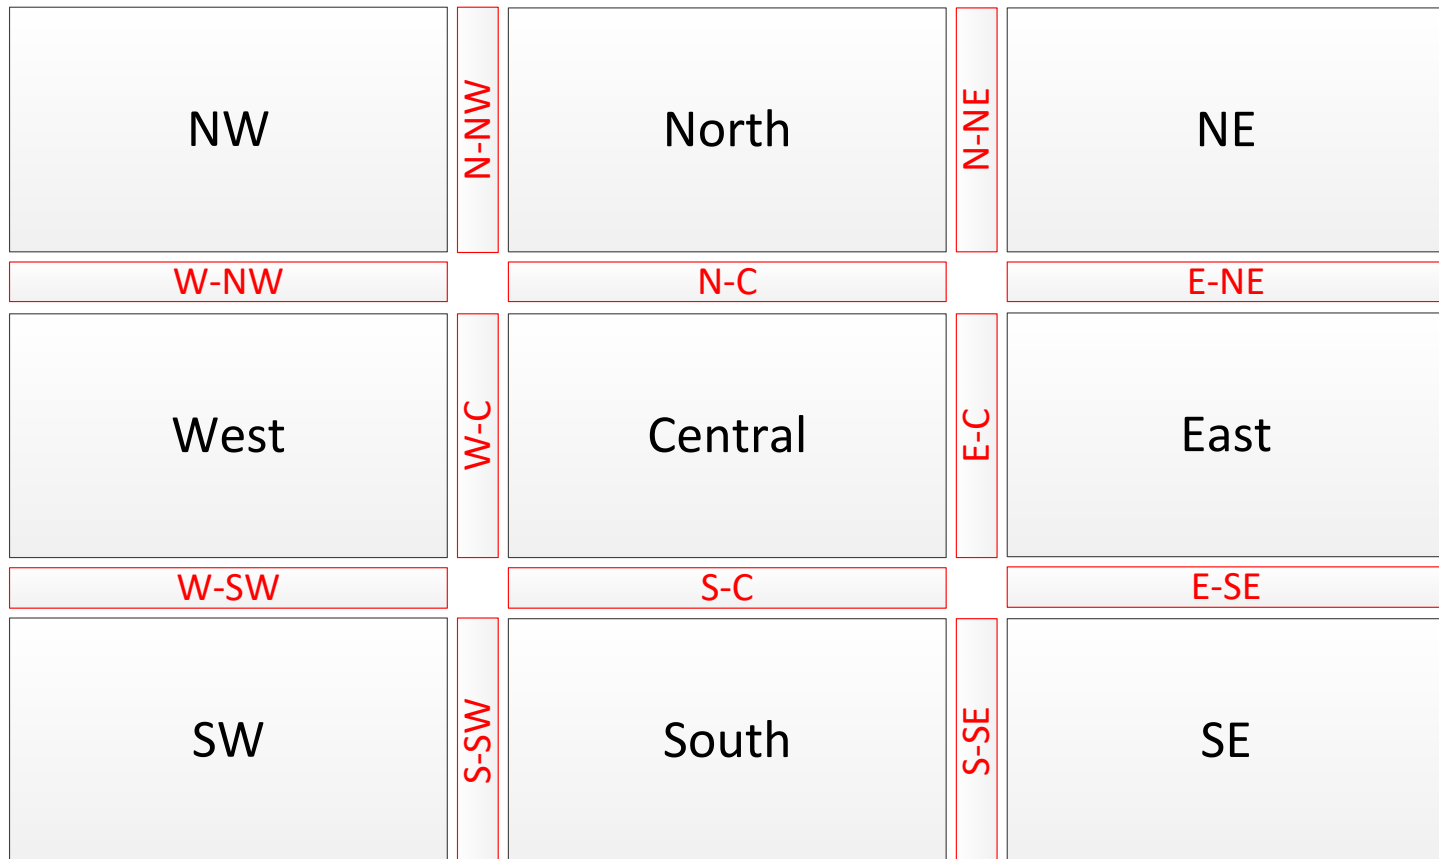 NW
N-NW
North
N-NE
NE
W-NW
N-C
E-NE
West
W-C
Central
E-C
East
W-SW
S-C
E-SE
SW
S-SW
South
S-SE
SE